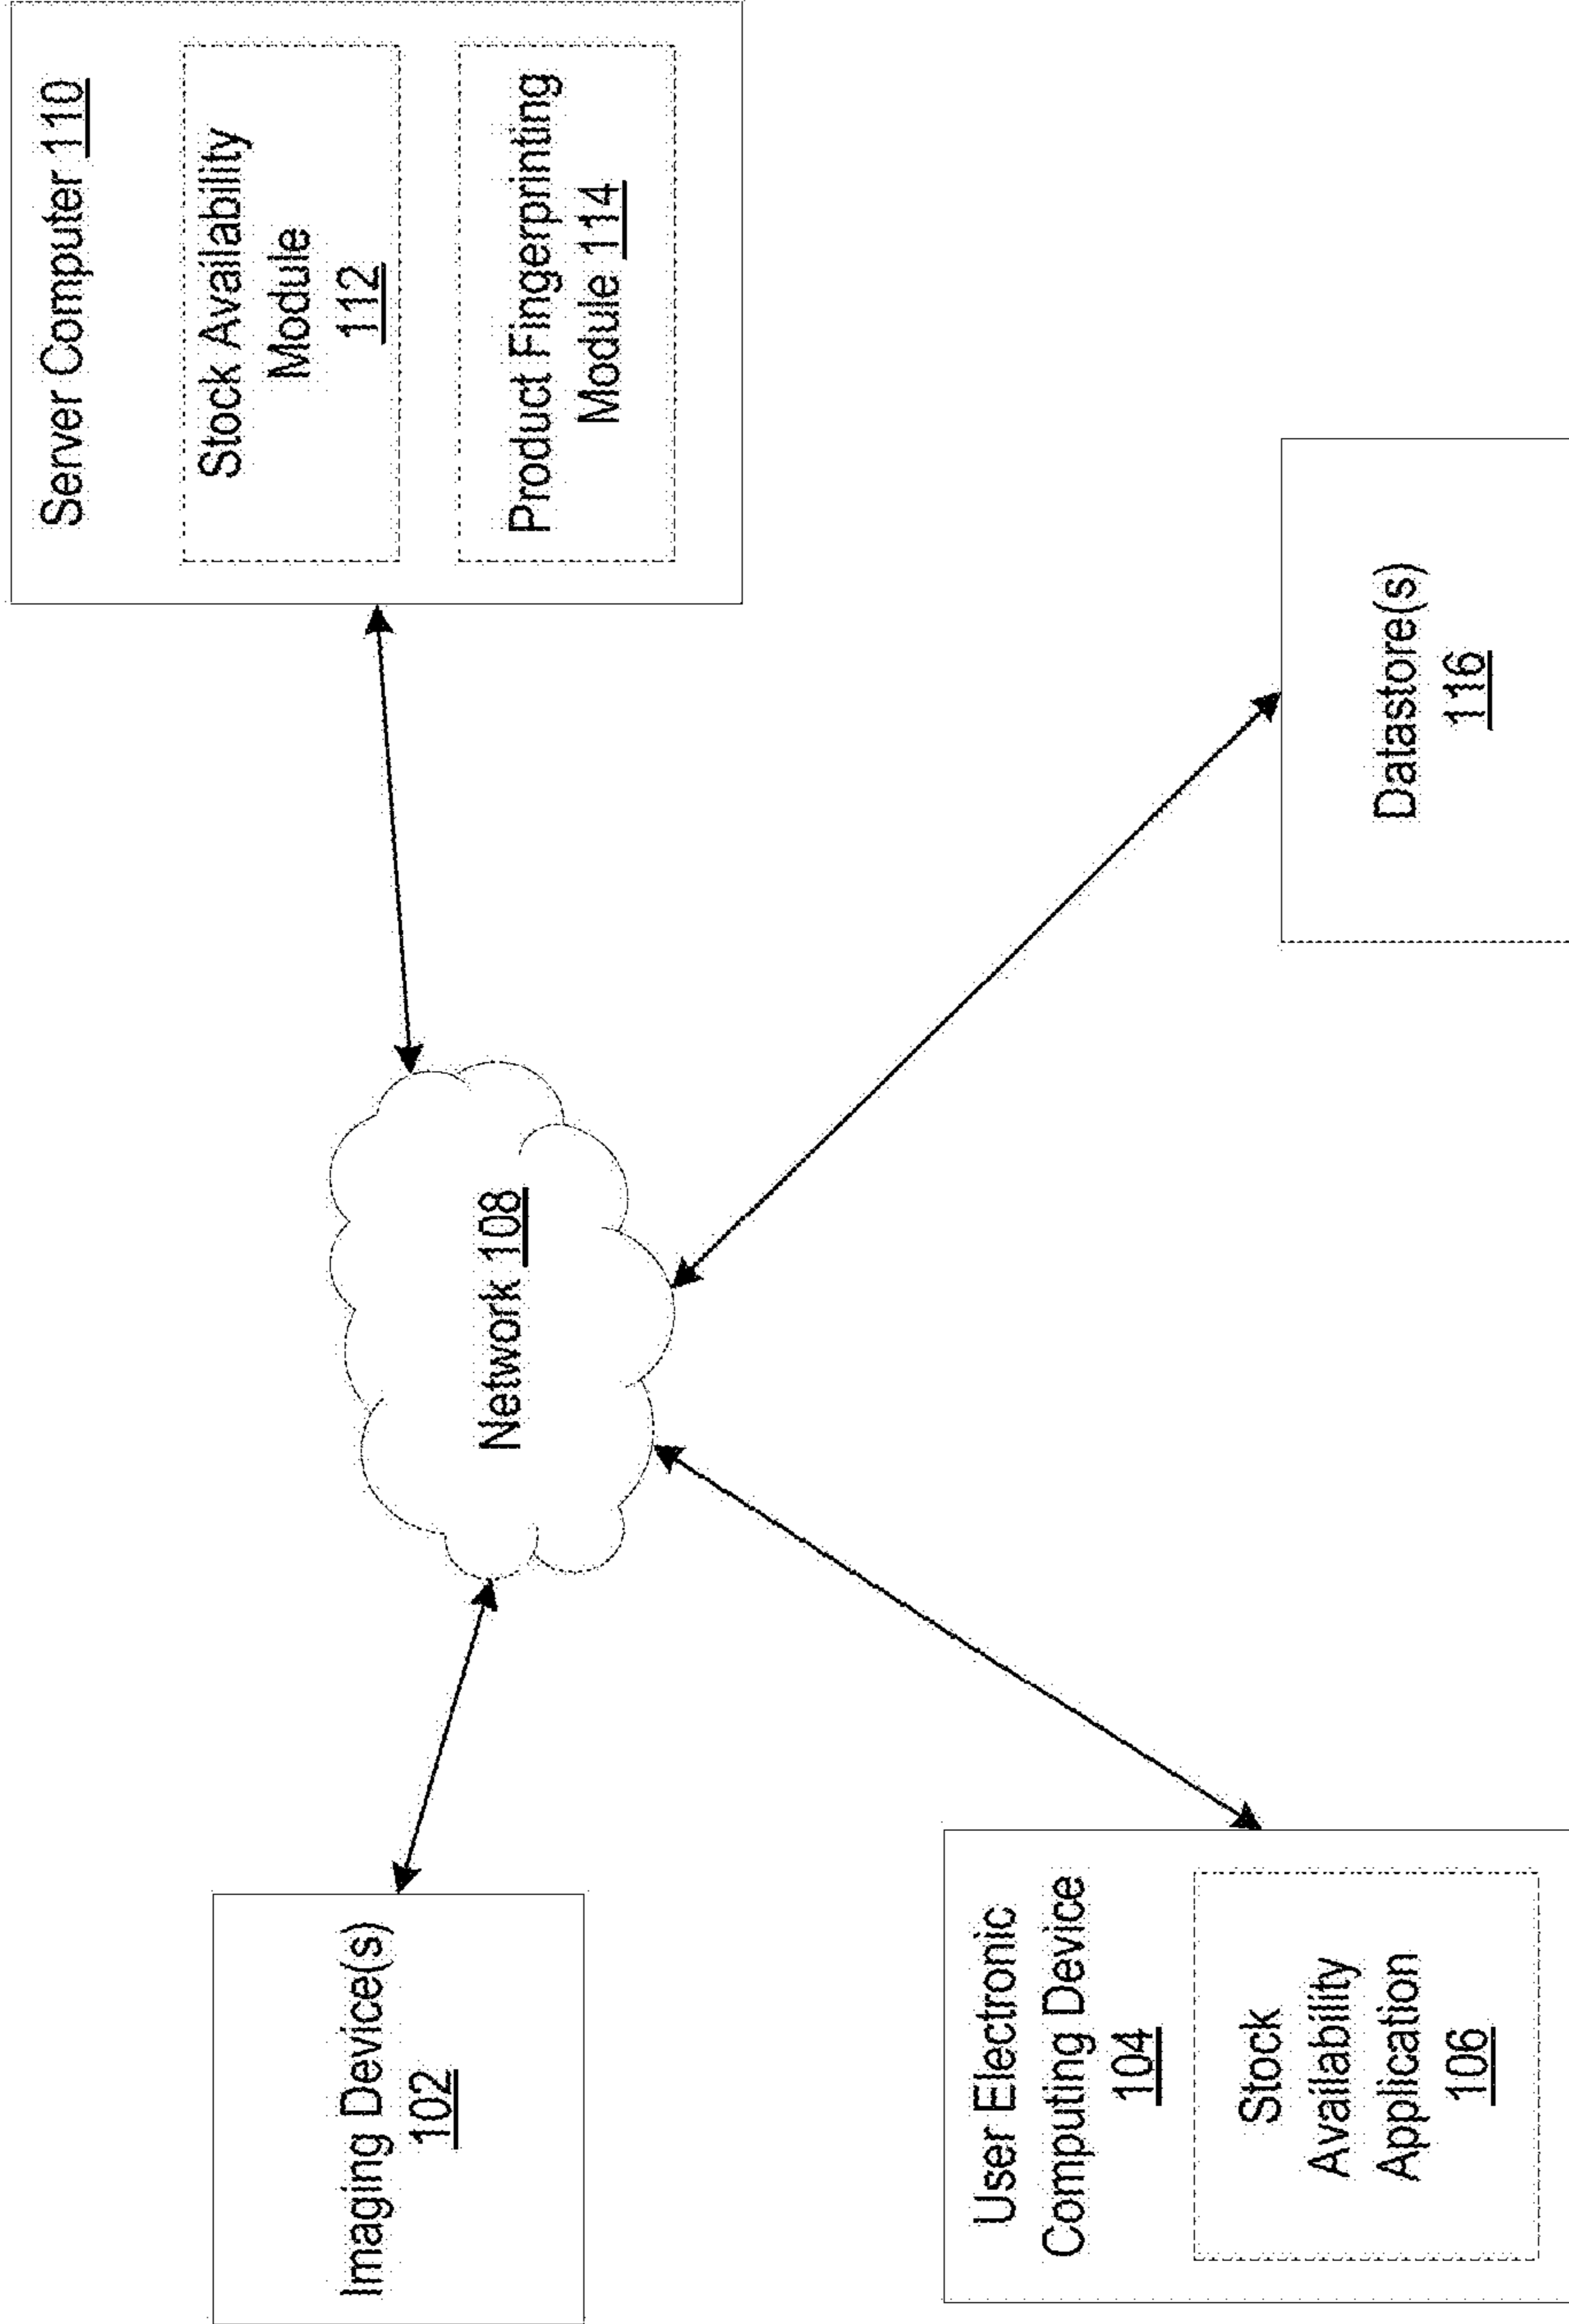 Imaging Device(s)
102
User Electronic
Computing Device
104
Stock
Availability
Application
106
Network 108
Server Computer 110
Stock Availability
Module
112
Product Fingerprinting
Module 114
Datastore(s)
116